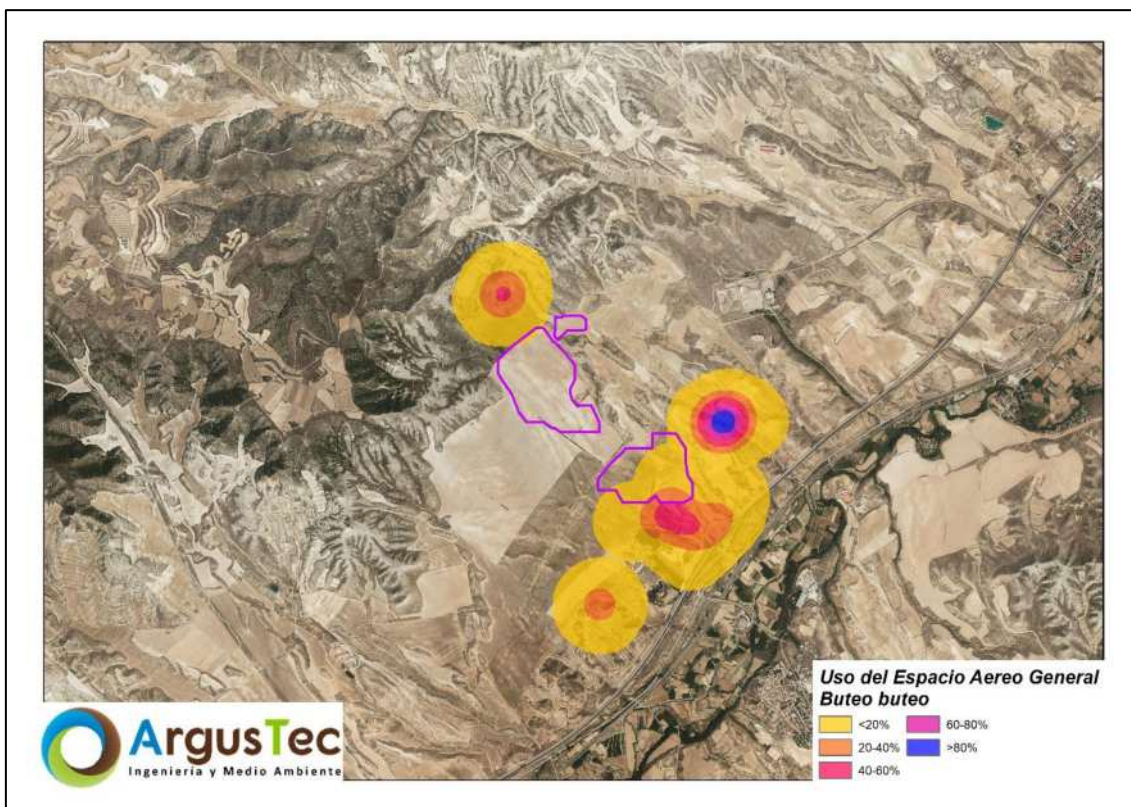 Uso del Espacio Aereo General
Buteo buteo
<20%
60-80%
20-40%
>80%
40-60%
ArgusTec
Ingeniería y Medio Ambiente